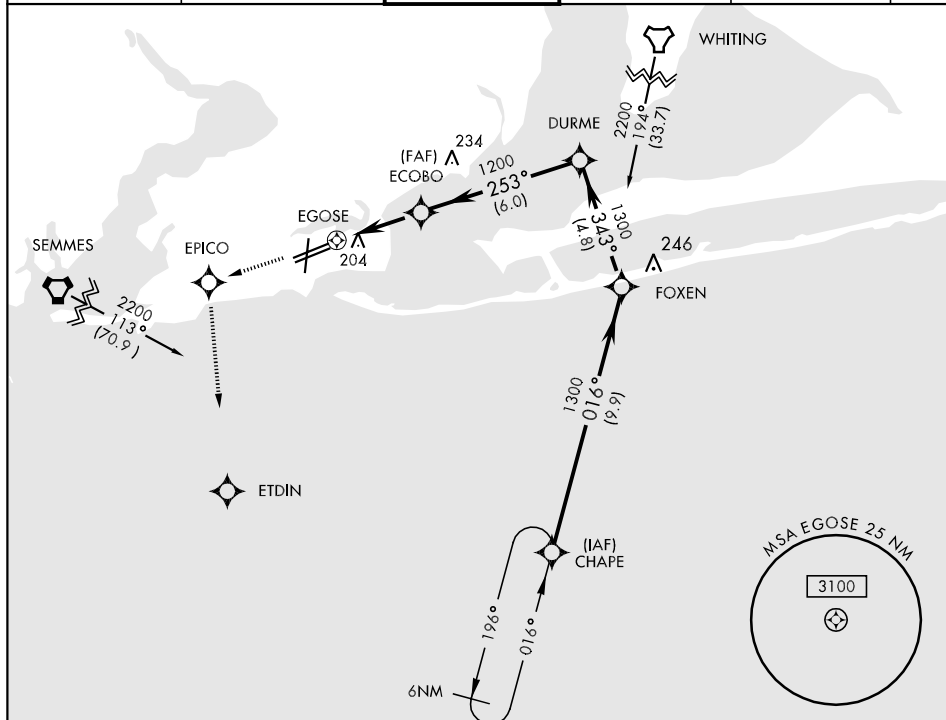 WHITING
2200
194°
(33.7)
DURME
(FAF)
ECOBO
234
1200
253°
(6.0)
EGOSE
204
1300
343°
(4.8)
246
FOXEN
SEMMES
EPICO
2200
113°
(70.9)
1300
016°
(9.9)
ETDIN
(IAF)
CHAPE
196°
016°
6NM
MSA EGOSE 25 NM
3100